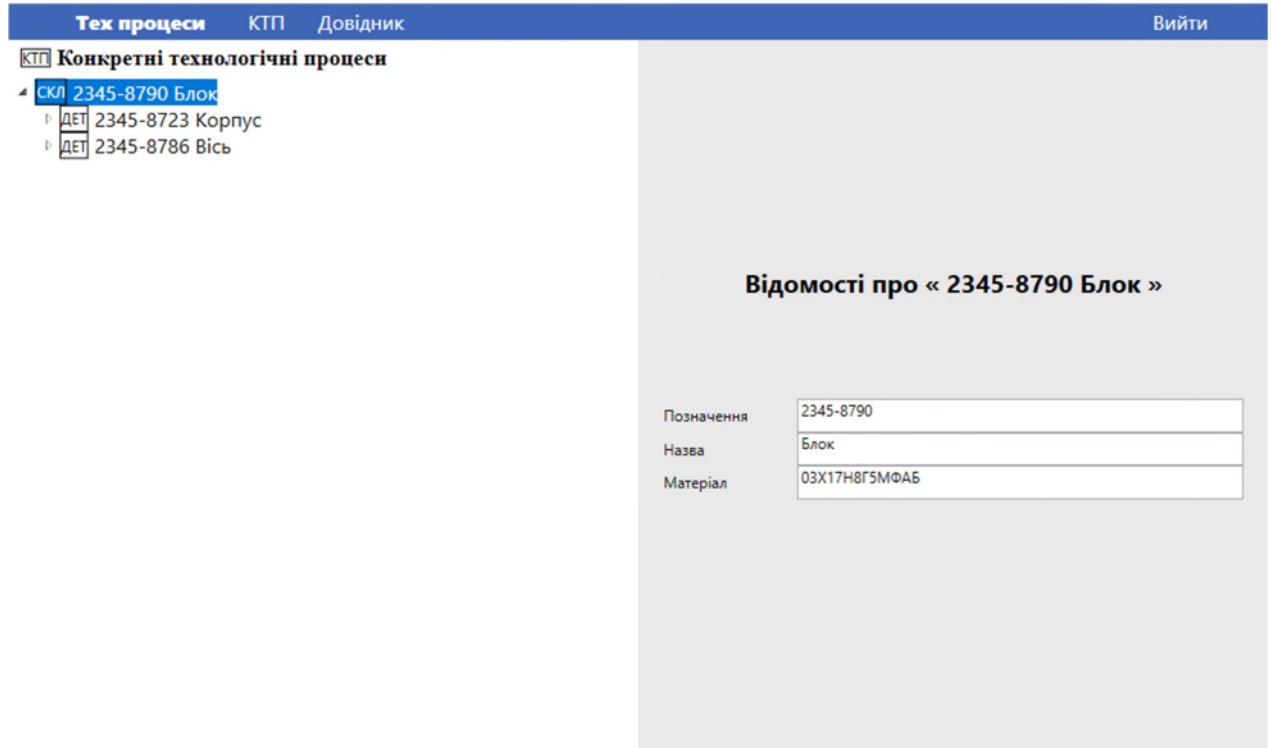 Тех процеси КТП Довідник Вийти
КТП Конкретні технологічні процеси
СКЛ 2345-8790 Блок
ДЕТ 2345-8723 Корпус
ДЕТ 2345-8786 Вісь
Відомості про « 2345-8790 Блок »
Позначення 2345-8790
Назва Блок
Матеріал 03Х17Н8Г5МФАБ